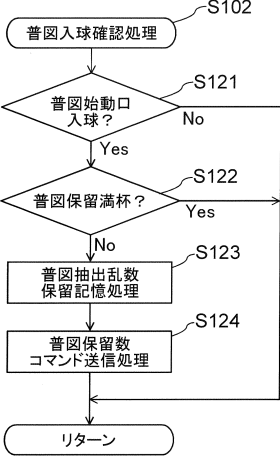 S102
普図入球確認処理
S121
普図始動口
入球？
No
Yes
S122
普図保留満杯？
Yes
No
S123
普図抽出乱数
保留記憶処理
S124
普図保留数
コマンド送信処理
リターン